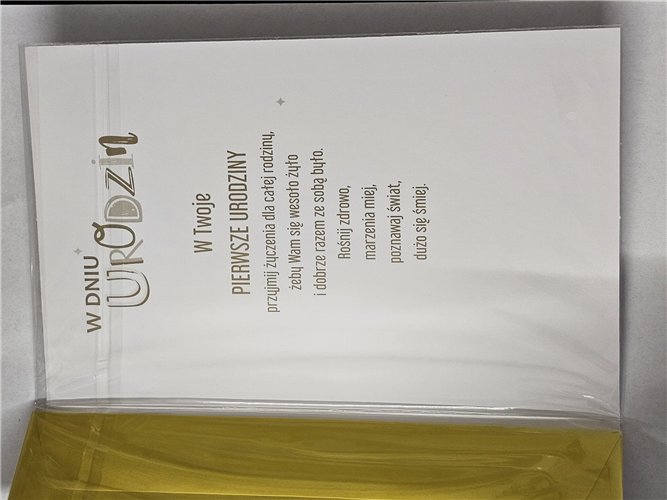 W DNIU
URODZIN
W Twoje
PIERWSZE URODZINY
przyjmij życzenia dla całej rodziny,
żeby Wam się wesoło żyło
i dobrze razem ze sobą było.
Rośnij zdrowo,
marzenia miej,
poznawaj świat,
dużo się śmiej.